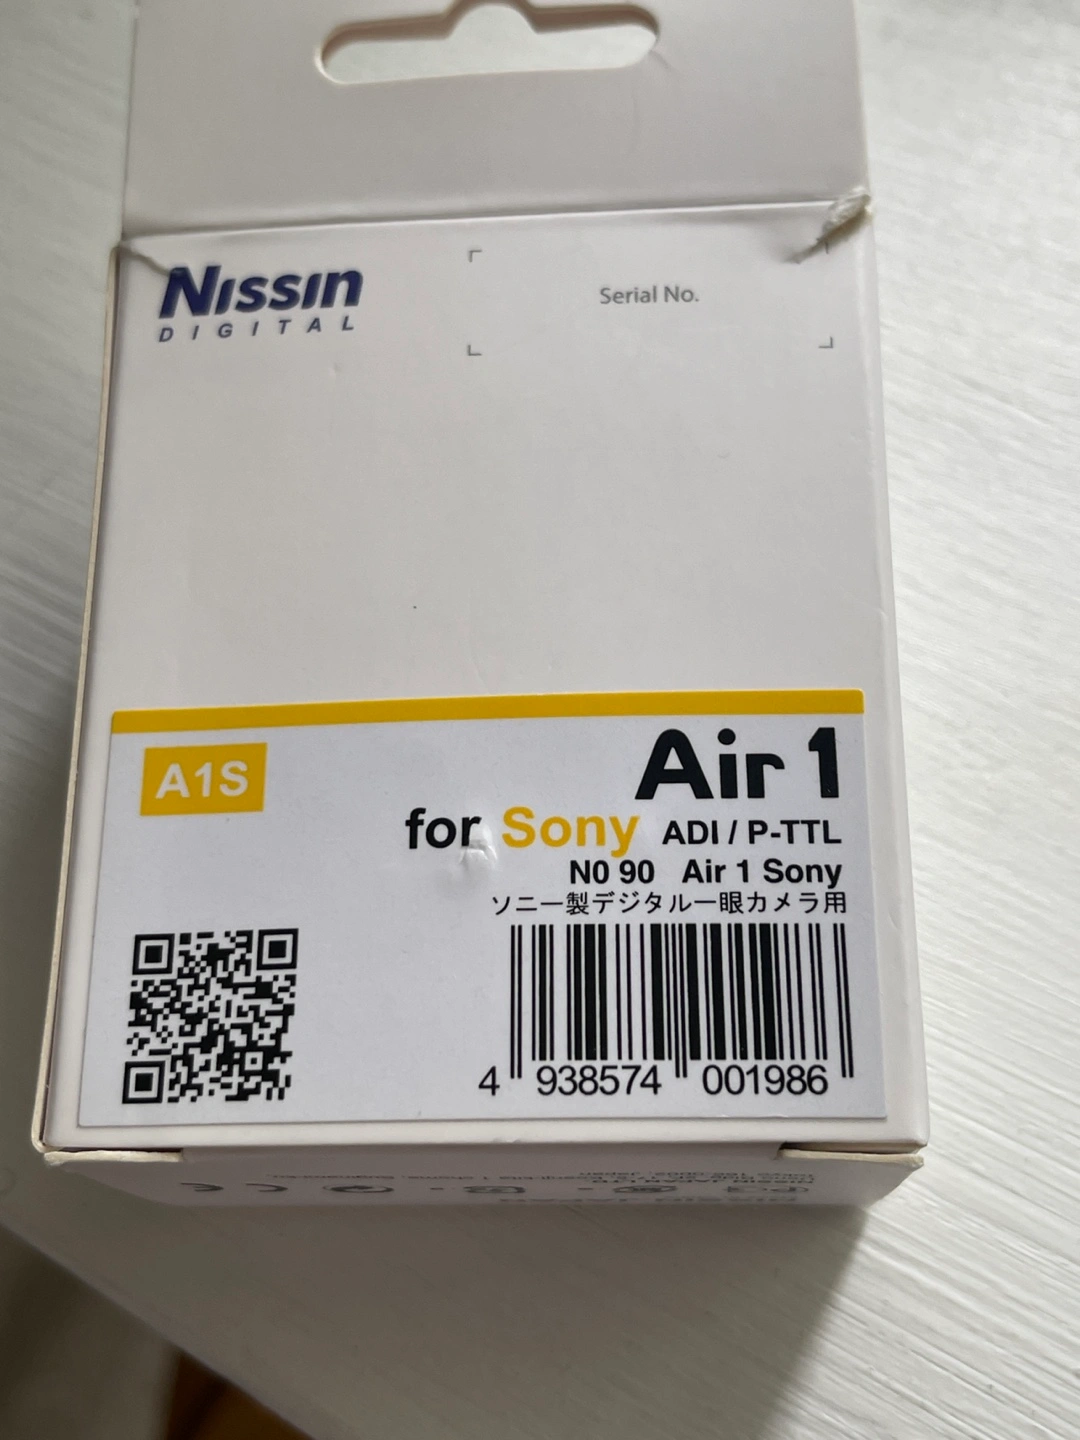 Nissin
DIGITAL
Serial No.
A1S
Air 1
for Sony ADI / P-TTL
N0 90 Air 1 Sony
ソニー製デジタル一眼カメラ用
4 938574 001986